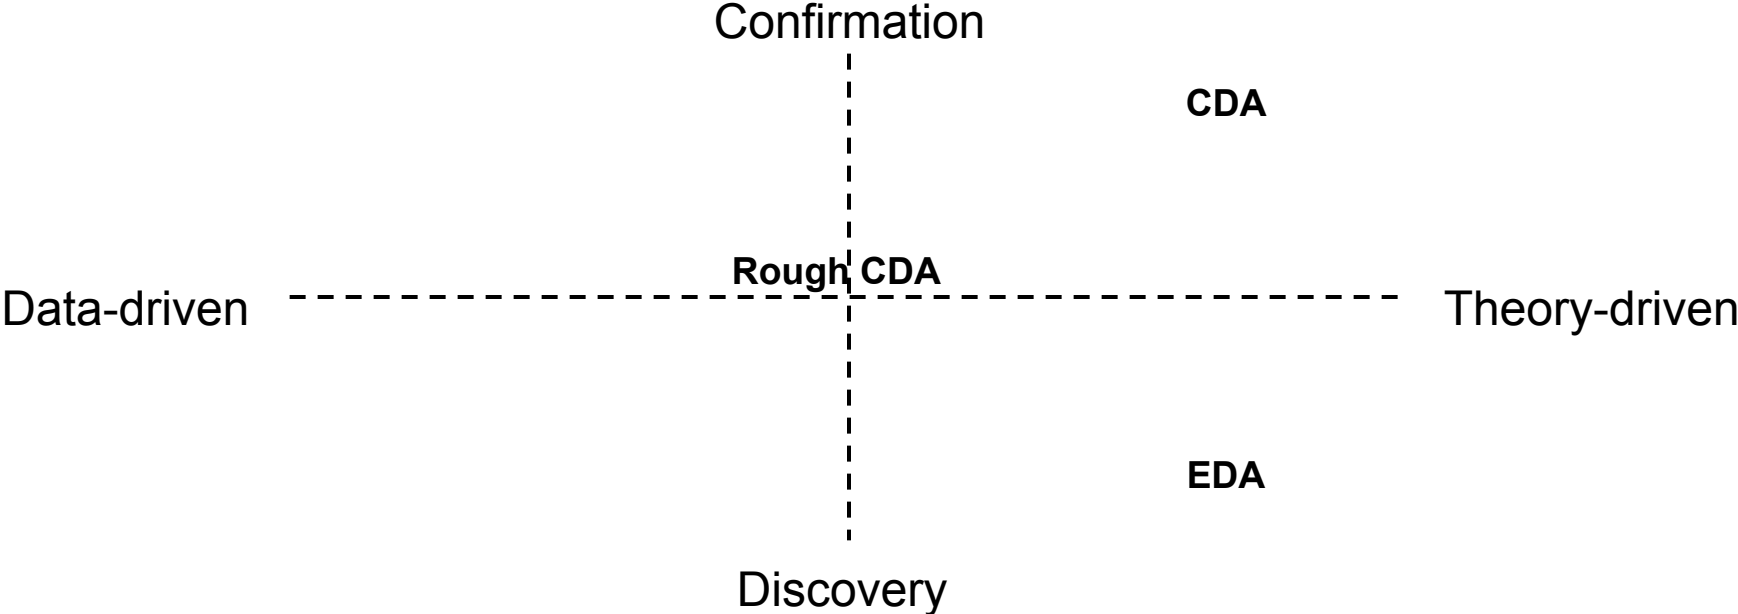 Confirmation
CDA
Rough CDA
Data-driven
Theory-driven
EDA
Discovery